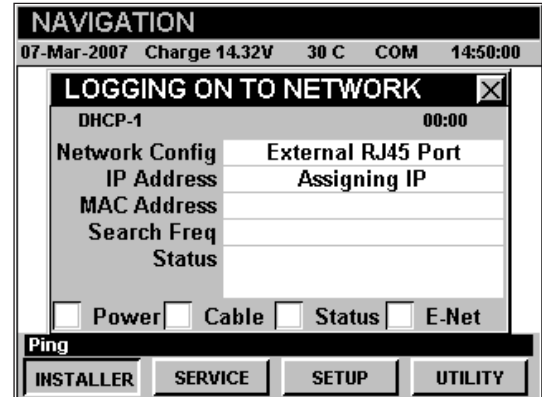 NAVIGATION
07-Mar-2007 Charge 14.32V 30 C COM 14:50:00
LOGGING ON TO NETWORK X
DHCP-1 00:00
Network Config External RJ45 Port
IP Address Assigning IP
MAC Address
Search Freq
Status
Power Cable Status E-Net
Ping
INSTALLER SERVICE SETUP UTILITY